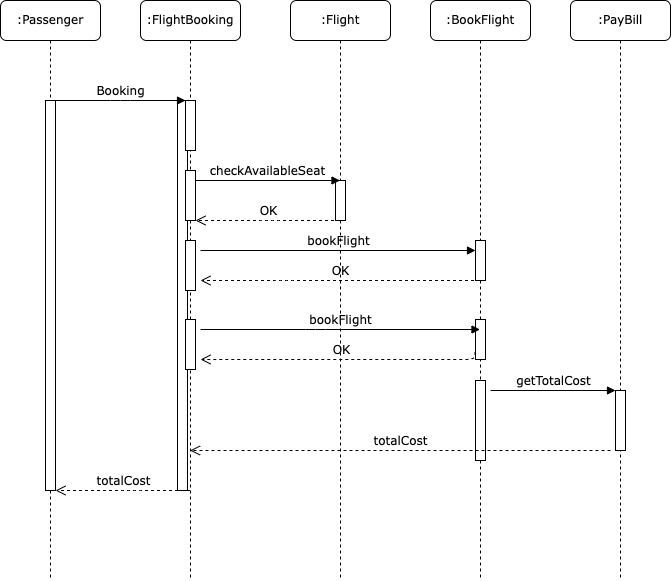 :Passenger
:FlightBooking
:Flight
:BookFlight
:PayBill
Booking
checkAvailableSeat
OK
bookFlight
OK
bookFlight
OK
getTotalCost
totalCost
totalCost